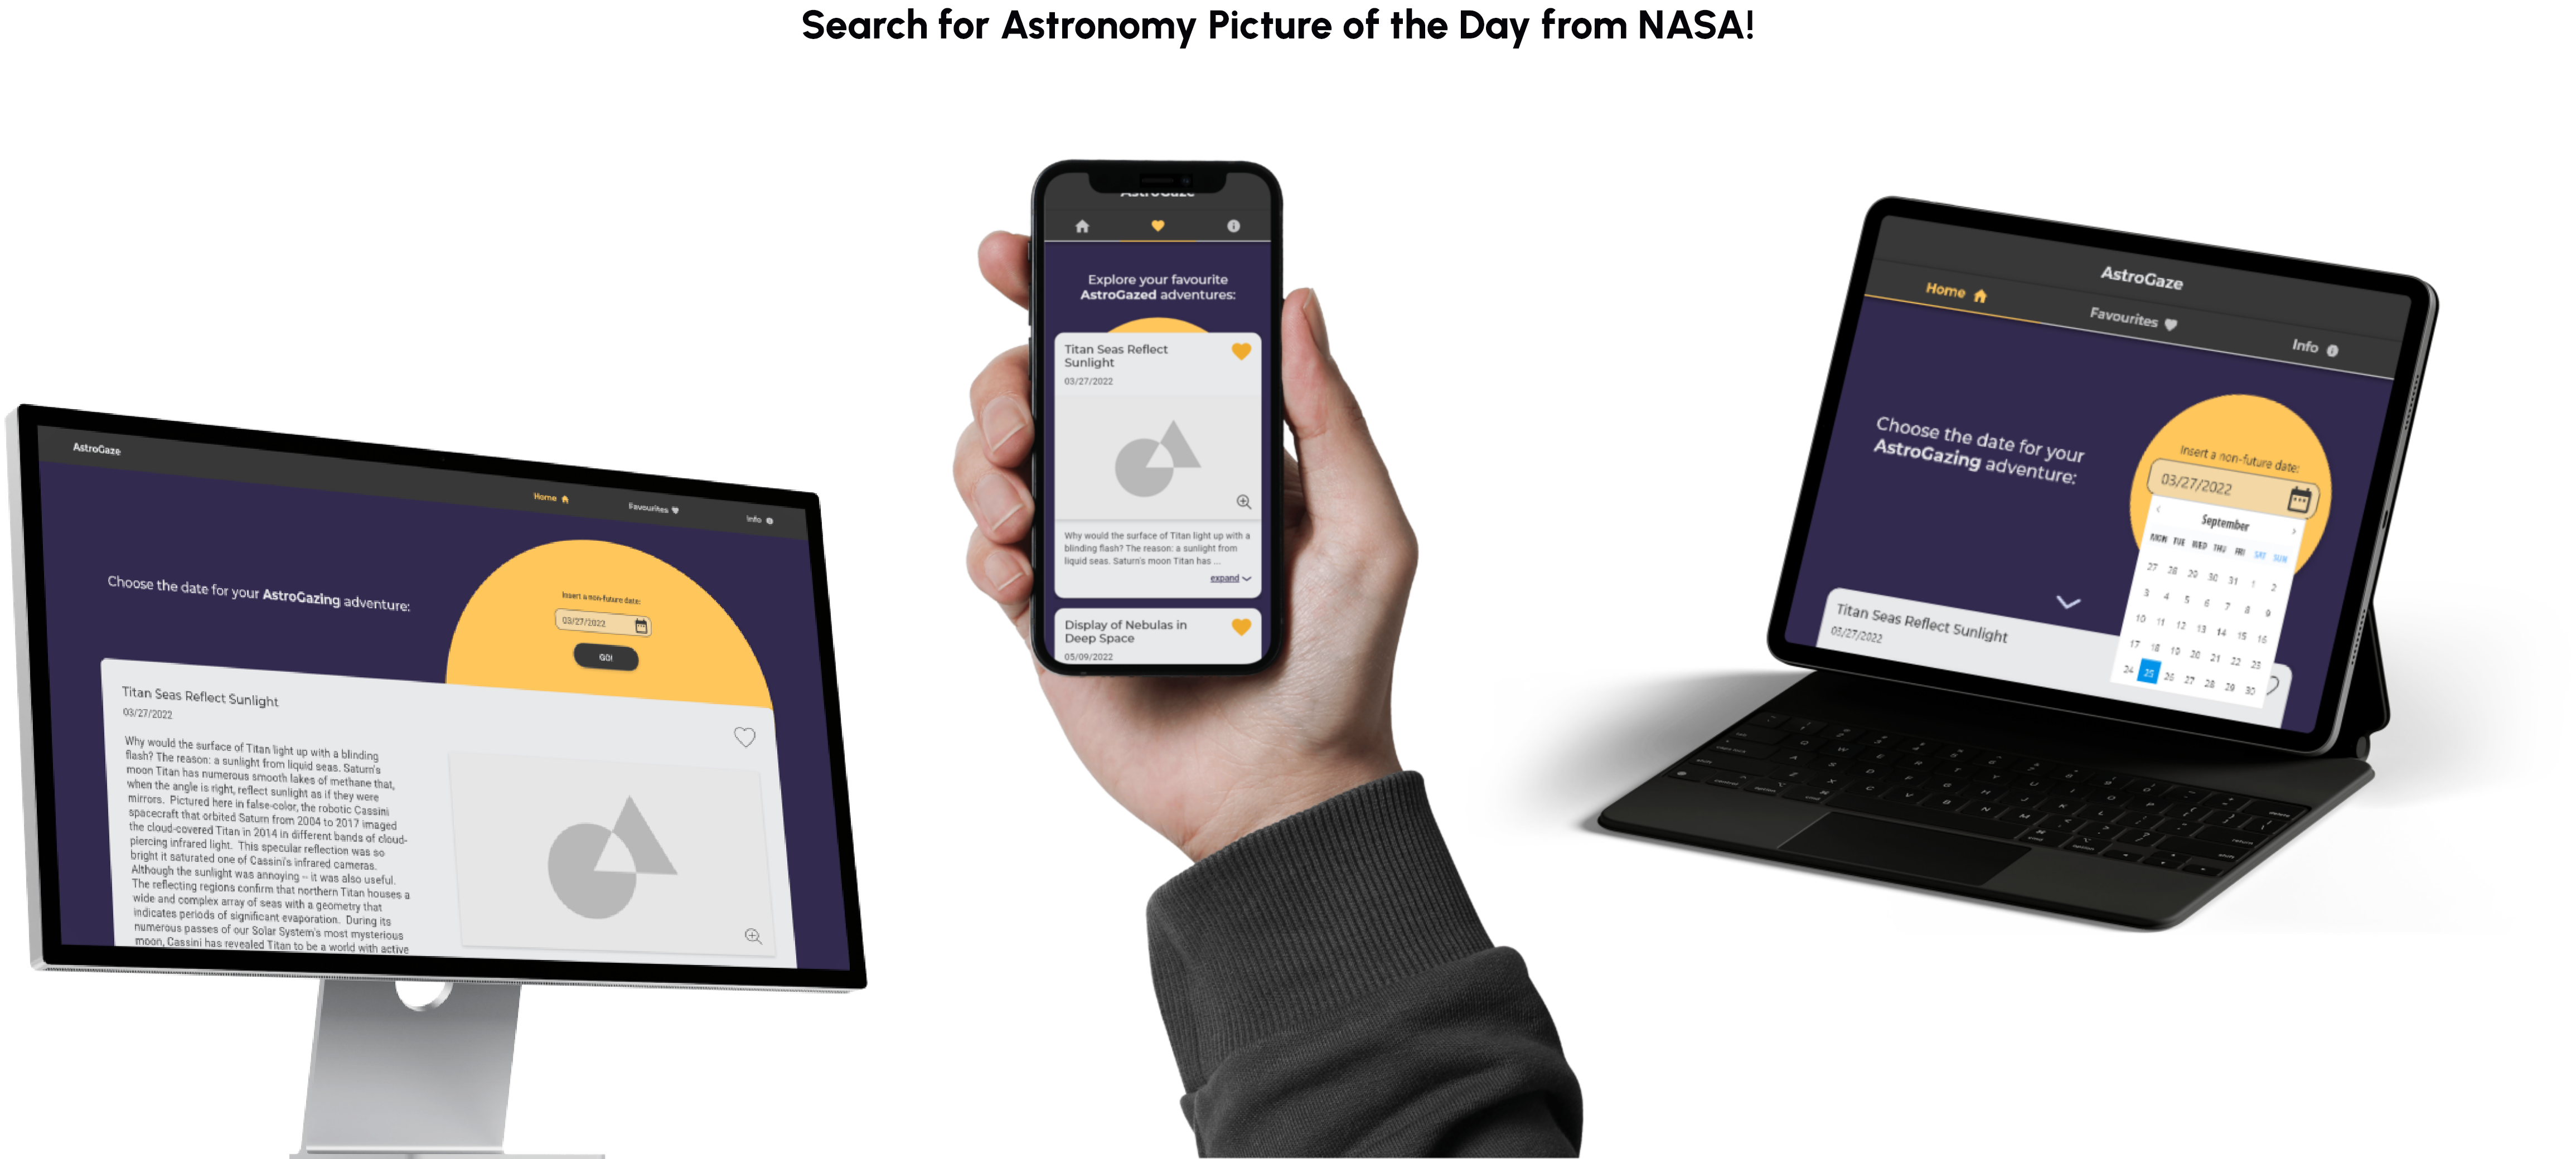 Search for Astronomy Picture of the Day from NASA!
AstroGaze
Home
Favourites
Info
Choose the date for your AstroGazing adventure:
Insert a non-future date:
03/27/2022
GO!
Titan Seas Reflect Sunlight
03/27/2022
Why would the surface of Titan light up with a blinding
flash? The reason: a sunlight from liquid seas. Saturn's
moon Titan has numerous smooth lakes of methane that,
when the angle is right, reflect sunlight as if they were
mirrors. Pictured here in false-color, the robotic Cassini
spacecraft that orbited Saturn from 2004 to 2017 imaged
the cloud-covered Titan in 2014 in different bands of cloud-
piercing infrared light. This specular reflection was so
bright it saturated one of Cassini's infrared cameras.
Although the sunlight was annoying -- it was also useful.
The reflecting regions confirm that northern Titan houses a
wide and complex array of seas with a geometry that
indicates periods of significant evaporation. During its
numerous passes of our Solar System's most mysterious
moon, Cassini has revealed Titan to be a world with active
AstroGaze
Explore your favourite
AstroGazed adventures:
Titan Seas Reflect
Sunlight
03/27/2022
Why would the surface of Titan light up with a
blinding flash? The reason: a sunlight from
liquid seas. Saturn's moon Titan has ...
expand
Display of Nebulas in
Deep Space
05/09/2022
AstroGaze
Home
Favourites
Info
Choose the date for your
AstroGazing adventure:
Insert a non-future date:
03/27/2022
September
MON TUE WED THU FRI SAT SUN
27 28 29 30 31 1 2
3 4 5 6 7 8 9
10 11 12 13 14 15 16
17 18 19 20 21 22 23
24 25 26 27 28 29 30
Titan Seas Reflect Sunlight
03/27/2022